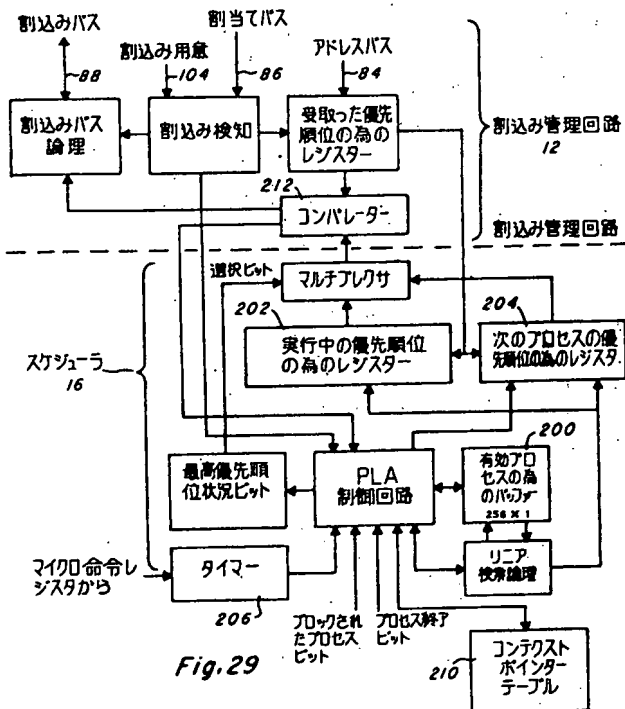 割込みバス
割込み用意
割当てバス
アドレスバス
88
104
86
84
割込みバス
論理
割込み検知
受取った優先
順位の為の
レジスター
割込み管理回路
12
212
コンパレーター
割込み管理回路
選択ビット
マルチプレクサ
202
204
実行中の優先順位
の為のレジスター
次のプロセスの優
先順位の為のレジスタ
スケジューラ
16
200
最高優先順
位状況ビット
PLA
制御回路
有効プロ
セスの為
のバッファ
256 × 1
マイクロ命令レ
ジスタから
タイマー
リニア
検索論理
206
ブロックされ
たプロセス
ビット
プロセス終了
ビット
Fig.29
210
コンテクスト
ポインター
テーブル